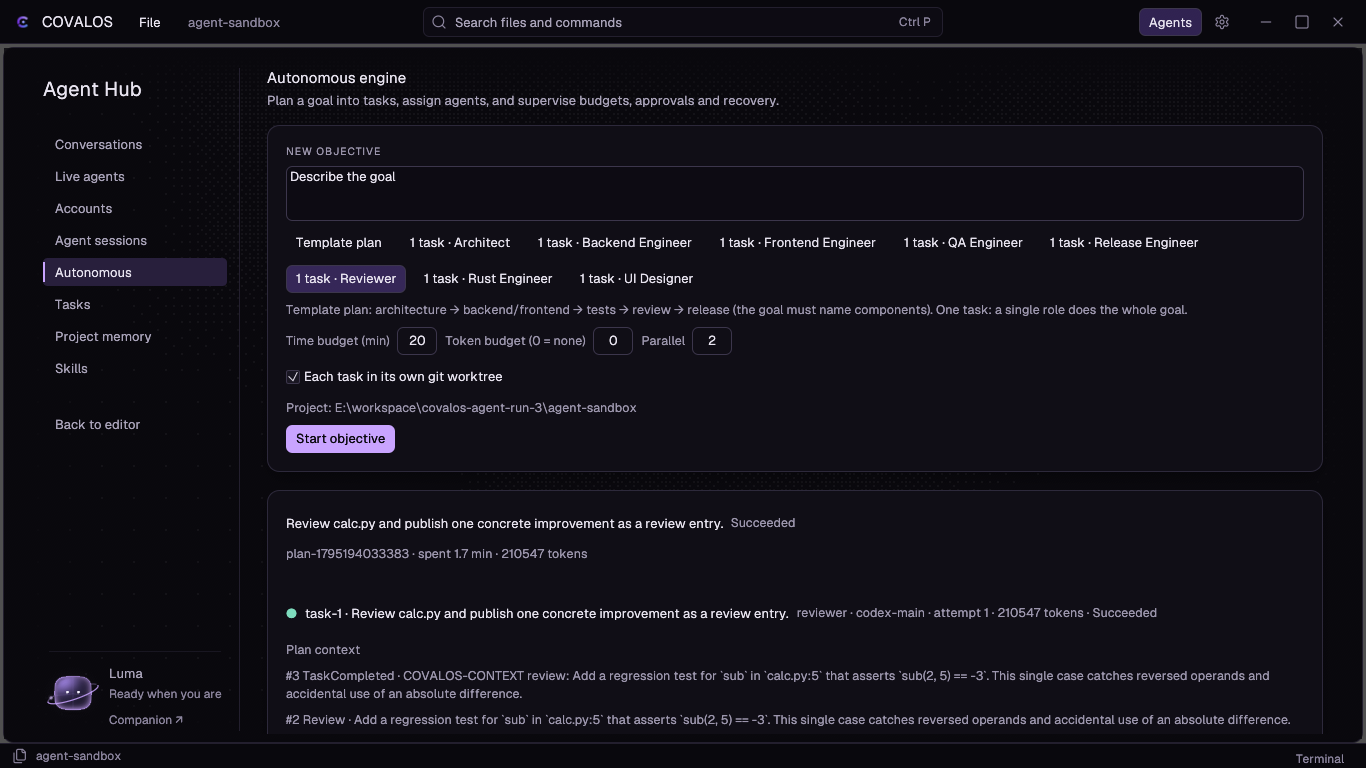 COVALOS File agent-sandbox Search files and commands Ctrl P Agents
Agent Hub
Conversations
Live agents
Accounts
Agent sessions
Autonomous
Tasks
Project memory
Skills
Back to editor
Luma
Ready when you are
Companion ↗
Autonomous engine
Plan a goal into tasks, assign agents, and supervise budgets, approvals and recovery.
NEW OBJECTIVE
Describe the goal
Template plan 1 task · Architect 1 task · Backend Engineer 1 task · Frontend Engineer 1 task · QA Engineer 1 task · Release Engineer
1 task · Reviewer 1 task · Rust Engineer 1 task · UI Designer
Template plan: architecture → backend/frontend → tests → review → release (the goal must name components). One task: a single role does the whole goal.
Time budget (min) 20 Token budget (0 = none) 0 Parallel 2
Each task in its own git worktree
Project: E:\workspace\covalos-agent-run-3\agent-sandbox
Start objective
Review calc.py and publish one concrete improvement as a review entry. Succeeded
plan-1795194033383 · spent 1.7 min · 210547 tokens
task-1 · Review calc.py and publish one concrete improvement as a review entry. reviewer · codex-main · attempt 1 · 210547 tokens · Succeeded
Plan context
#3 TaskCompleted · COVALOS-CONTEXT review: Add a regression test for `sub` in `calc.py:5` that asserts `sub(2, 5) == -3`. This single case catches reversed operands and
accidental use of an absolute difference.
#2 Review · Add a regression test for `sub` in `calc.py:5` that asserts `sub(2, 5) == -3`. This single case catches reversed operands and accidental use of an absolute difference.
agent-sandbox Terminal